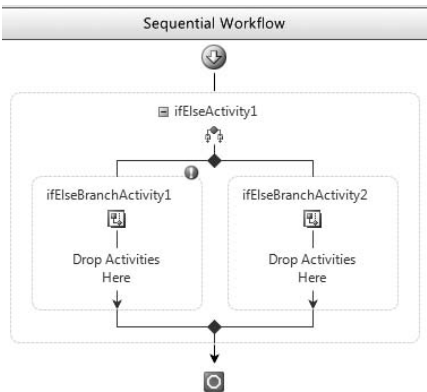 Sequential Workflow
ifElseActivity1
ifElseBranchActivity1
Drop Activities
Here
ifElseBranchActivity2
Drop Activities
Here